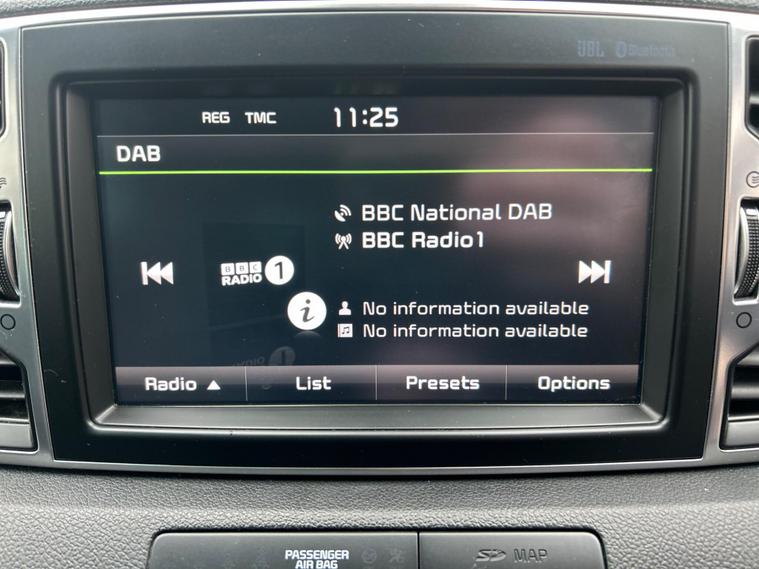 JBL Bluetooth
REG TMC 11:25
DAB
BBC National DAB
BBC Radio1
BBC
RADIO 1
i No information available
No information available
Radio ▲ List Presets Options
PASSENGER
AIR BAG
SD MAP